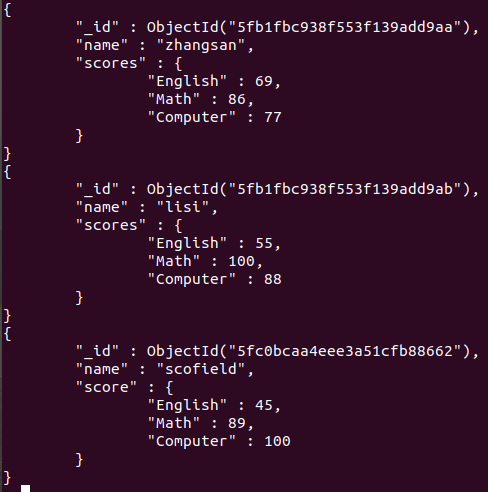 {
"_id" : ObjectId("5fb1fbc938f553f139add9aa"),
"name" : "zhangsan",
"scores" : {
"English" : 69,
"Math" : 86,
"Computer" : 77
}
}
{
"_id" : ObjectId("5fb1fbc938f553f139add9ab"),
"name" : "lisi",
"scores" : {
"English" : 55,
"Math" : 100,
"Computer" : 88
}
}
{
"_id" : ObjectId("5fc0bcaa4eee3a51cfb88662"),
"name" : "scofield",
"score" : {
"English" : 45,
"Math" : 89,
"Computer" : 100
}
}